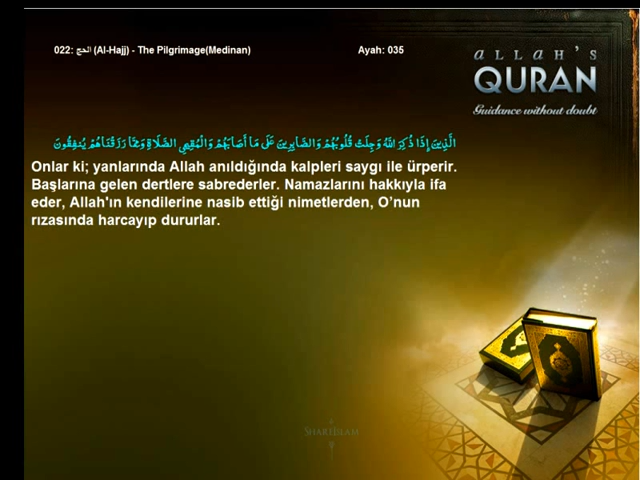 022: الحج (Al-Hajj) - The Pilgrimage(Medinan) Ayah: 035
ALLAH'S
QURAN
Guidance without doubt
الَّذِينَ إِذَا ذُكِرَ اللَّهُ وَجِلَتْ قُلُوبُهُمْ وَالصَّابِرِينَ عَلَى مَا أَصَابَهُمْ وَالْمُقِيمِي الصَّلَاةِ وَمِمَّا رَزَقْنَاهُمْ يُنفِقُونَ
Onlar ki; yanlarında Allah anıldığında kalpleri saygı ile ürperir.
Başlarına gelen dertlere sabrederler. Namazlarını hakkıyla ifa
eder, Allah'ın kendilerine nasib ettiği nimetlerden, O’nun
rızasında harcayıp dururlar.
SHAREISLAM